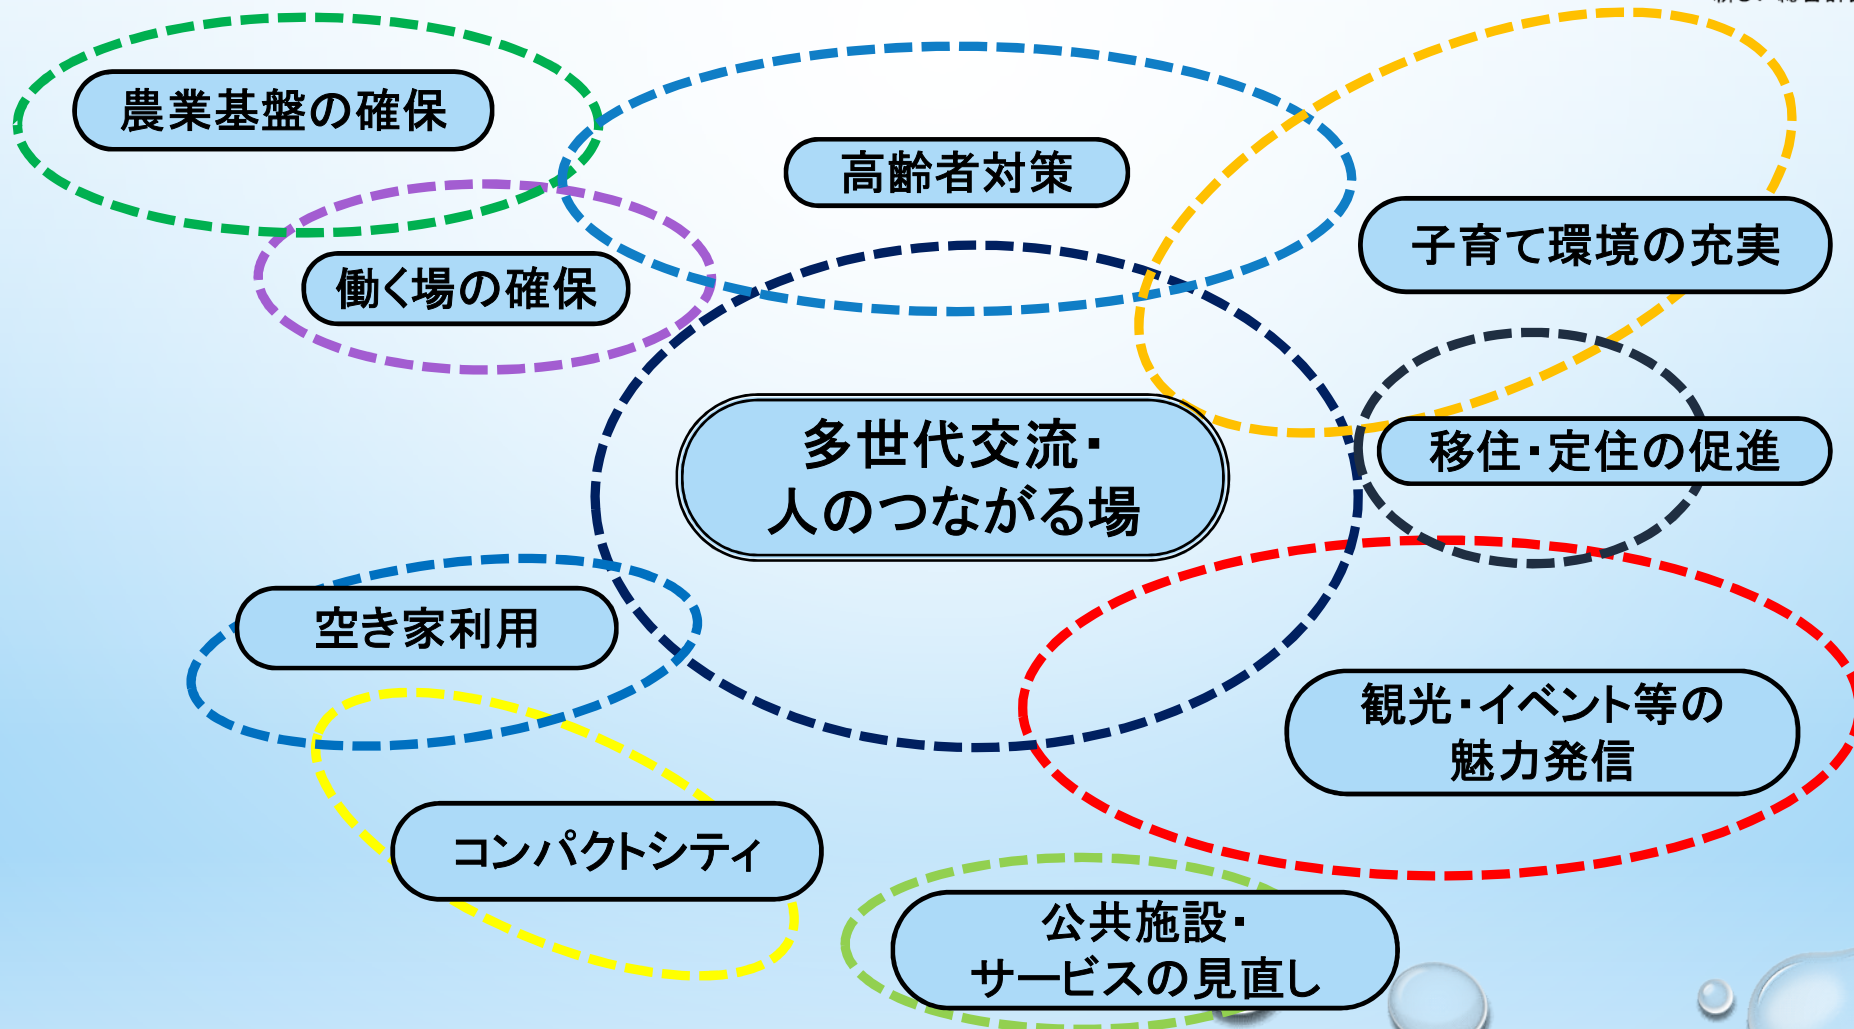 農業基盤の確保
高齢者対策
子育て環境の充実
働く場の確保
多世代交流・
人のつながる場
移住・定住の促進
空き家利用
観光・イベント等の
魅力発信
コンパクトシティ
公共施設・
サービスの見直し